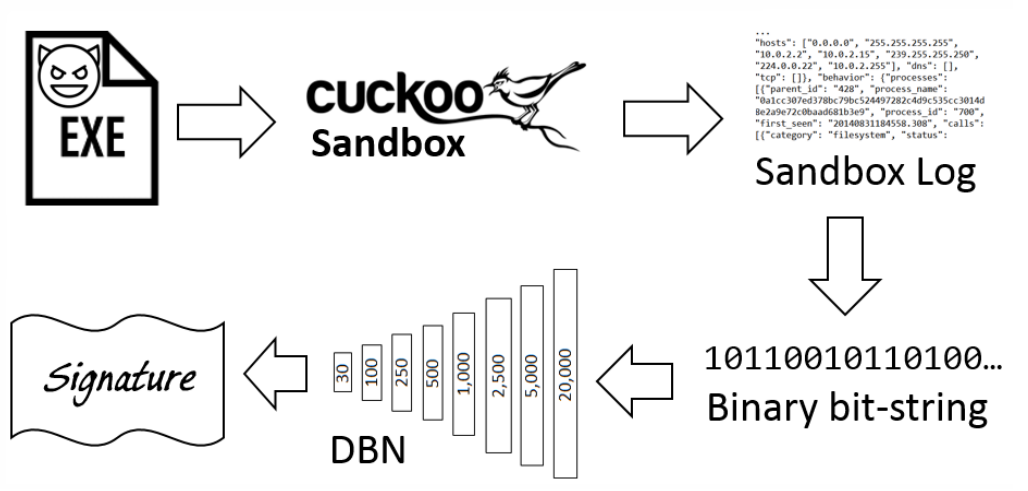 EXE
cuckoo
Sandbox
...
"hosts": ["0.0.0.0", "255.255.255.255",
"10.0.2.2", "10.0.2.15", "239.255.255.250",
"224.0.0.22", "10.0.2.255"], "dns": [],
"tcp": []}, "behavior": {"processes":
[{"parent_id": "428", "process_name":
"0a1cc307ed378bc79bc524497282c4d9c535cc3014d
8e2a9e72c0baad681b3e9", "process_id": "700",
"first_seen": "20140831184558.308", "calls":
[{"category": "filesystem", "status":
Sandbox Log
10110010110100...
Binary bit-string
20,000
5,000
2,500
1,000
500
250
100
30
DBN
Signature